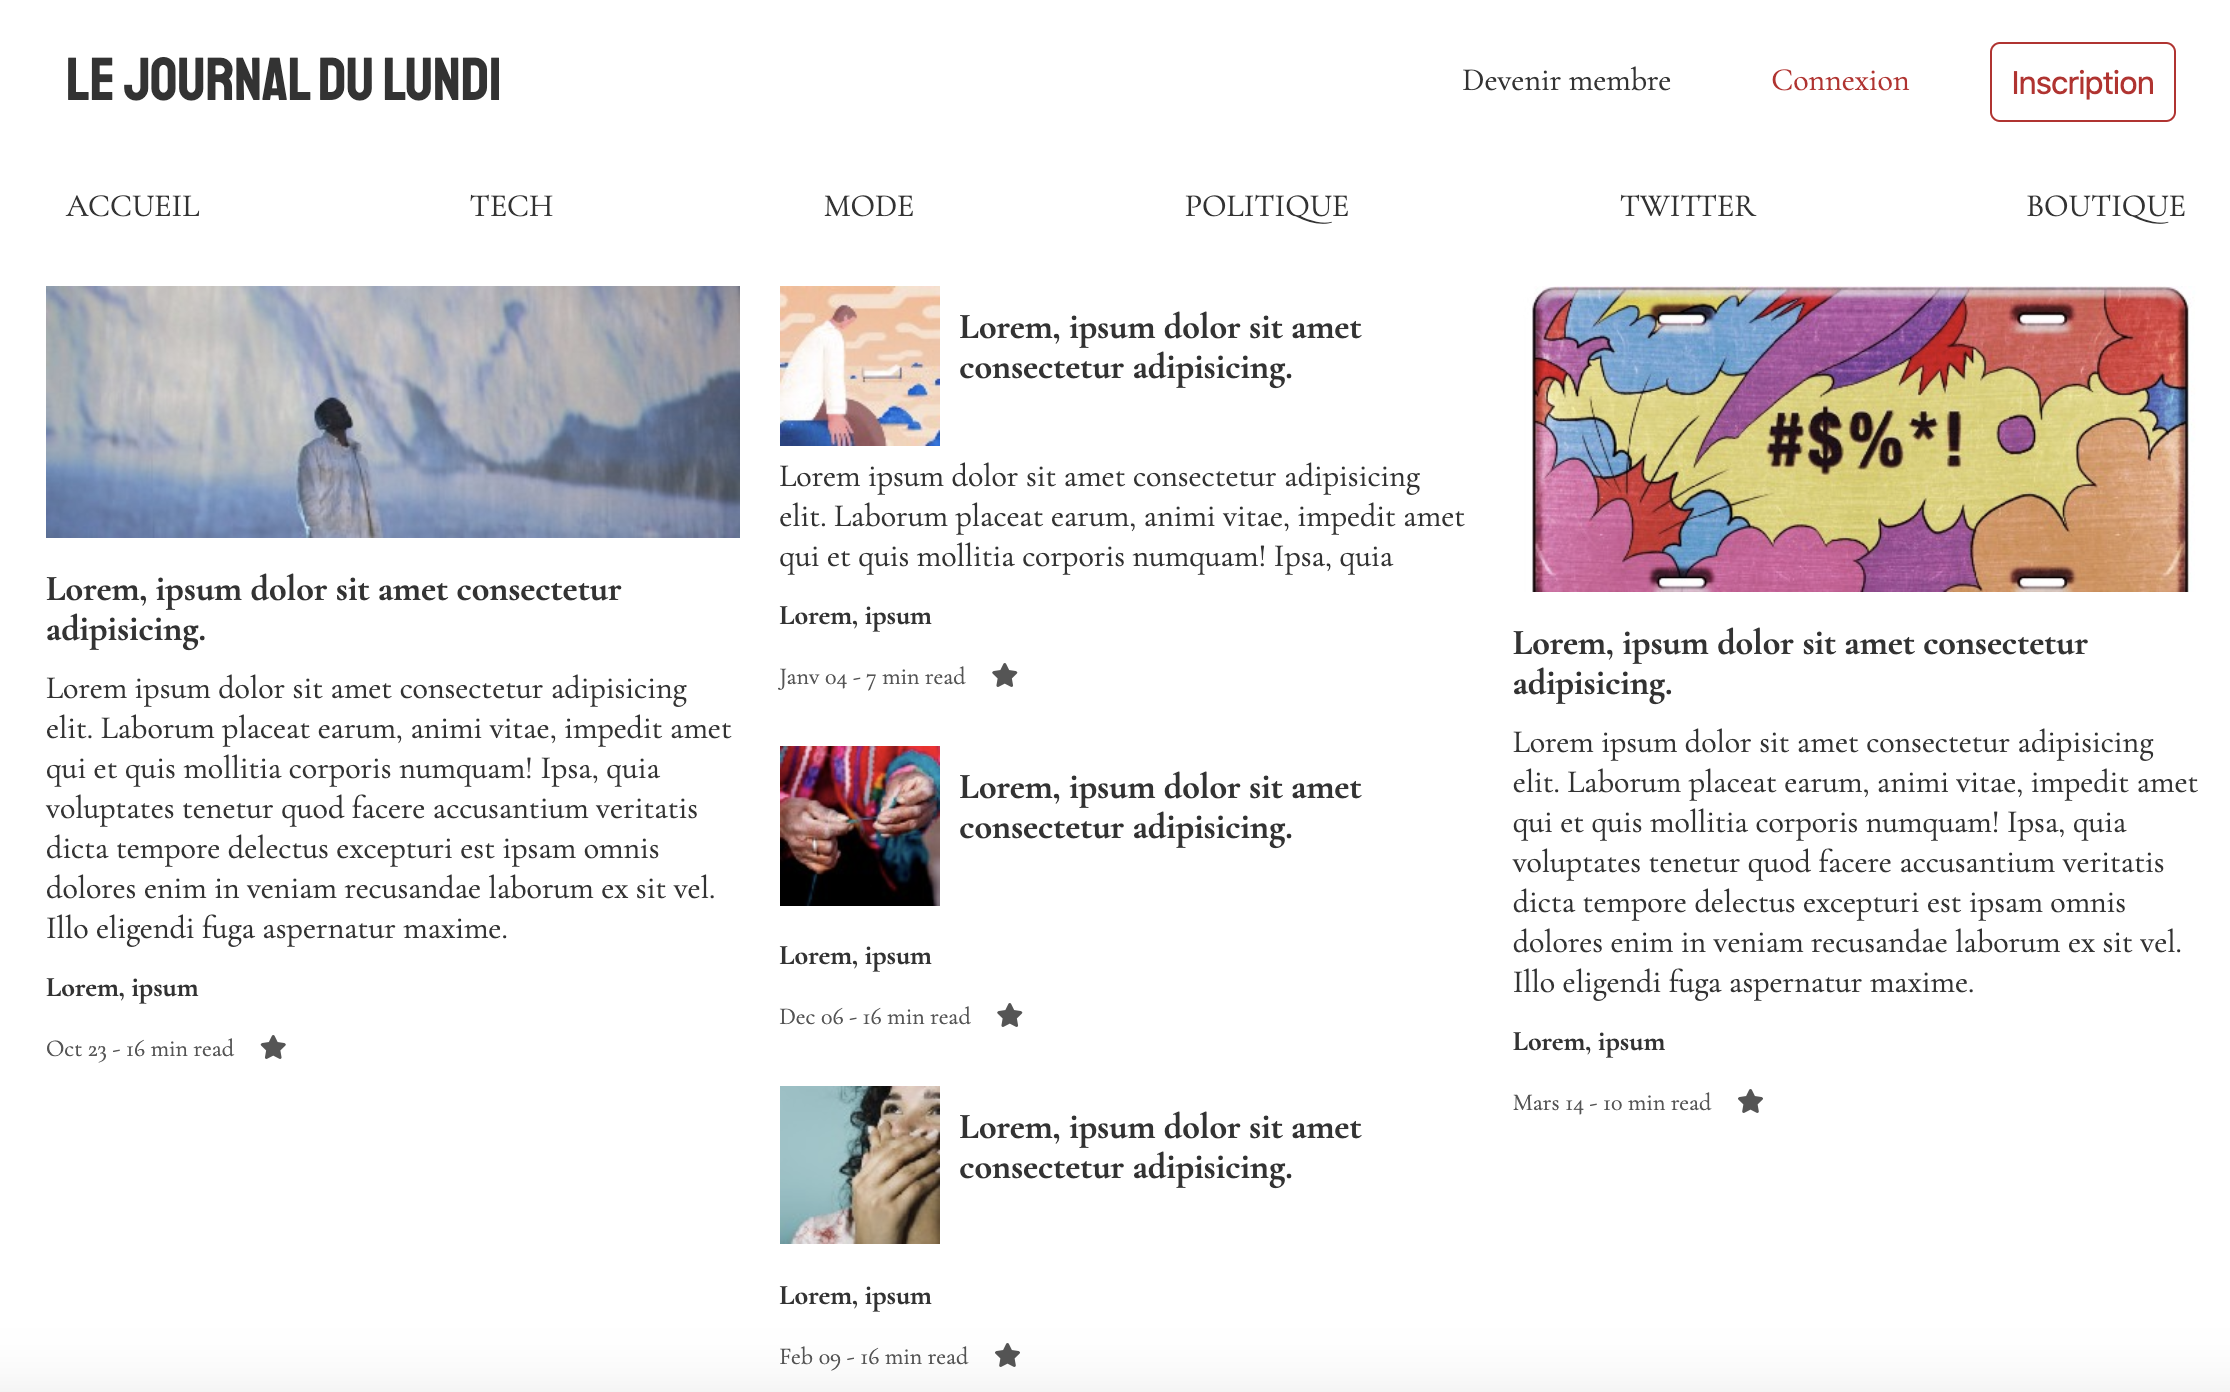 LE JOURNAL DU LUNDI
Devenir membre
Connexion
Inscription
ACCUEIL
TECH
MODE
POLITIQUE
TWITTER
BOUTIQUE
Lorem, ipsum dolor sit amet consectetur
adipisicing.
Lorem ipsum dolor sit amet consectetur adipisicing
elit. Laborum placeat earum, animi vitae, impedit amet
qui et quis mollitia corporis numquam! Ipsa, quia
voluptates tenetur quod facere accusantium veritatis
dicta tempore delectus excepturi est ipsam omnis
dolores enim in veniam recusandae laborum ex sit vel.
Illo eligendi fuga aspernatur maxime.
Lorem, ipsum
Oct 23 - 16 min read
Lorem, ipsum dolor sit amet
consectetur adipisicing.
Lorem ipsum dolor sit amet consectetur adipisicing
elit. Laborum placeat earum, animi vitae, impedit amet
qui et quis mollitia corporis numquam! Ipsa, quia
Lorem, ipsum
Janv 04 - 7 min read
Lorem, ipsum dolor sit amet
consectetur adipisicing.
Lorem, ipsum
Dec 06 - 16 min read
Lorem, ipsum dolor sit amet
consectetur adipisicing.
Lorem, ipsum
Feb 09 - 16 min read
#$%*!
Lorem, ipsum dolor sit amet consectetur
adipisicing.
Lorem ipsum dolor sit amet consectetur adipisicing
elit. Laborum placeat earum, animi vitae, impedit amet
qui et quis mollitia corporis numquam! Ipsa, quia
voluptates tenetur quod facere accusantium veritatis
dicta tempore delectus excepturi est ipsam omnis
dolores enim in veniam recusandae laborum ex sit vel.
Illo eligendi fuga aspernatur maxime.
Lorem, ipsum
Mars 14 - 10 min read